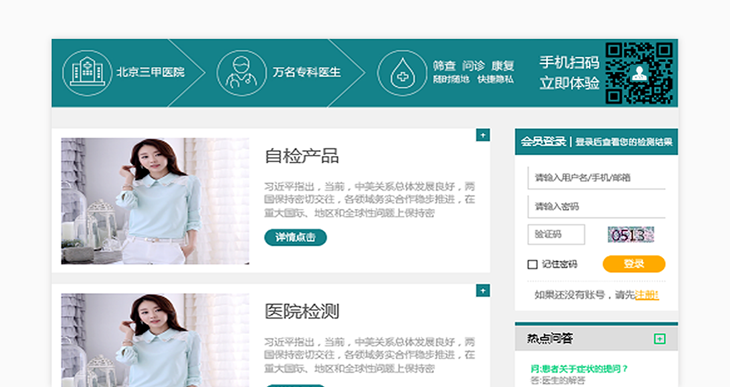 北京三甲医院
万名专科医生
筛查 问诊 康复
随时随地 快捷隐私
手机扫码
立即体验
自检产品
习近平指出，当前，中美关系总体发展良好，两
国保持密切交往，各领域务实合作稳步推进，在
重大国际、地区和全球性问题上保持密
详情点击
医院检测
习近平指出，当前，中美关系总体发展良好，两
国保持密切交往，各领域务实合作稳步推进，在
重大国际、地区和全球性问题上保持密
会员登录 | 登录后查看您的检测结果
请输入用户名/手机/邮箱
请输入密码
验证码
0513
记住密码
登录
如果还没有账号，请先注册!
热点问答
问:患者关于症状的提问？
答:医生的解答